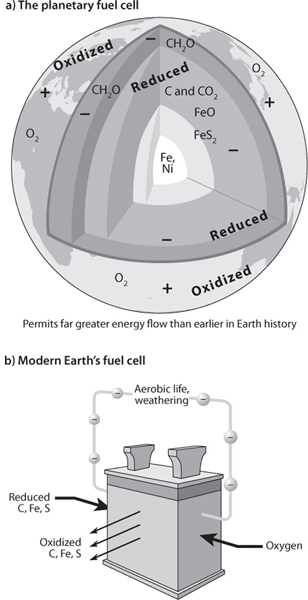 a) The planetary fuel cell
Oxidized
−
CH₂O
Reduced
O₂
+
+
CH₂O
C and CO₂
−
FeO
O₂
FeS₂
Fe,
Ni
−
−
Reduced
O₂
+
Oxidized
Permits far greater energy flow than earlier in Earth history
b) Modern Earth's fuel cell
−
Aerobic life,
weathering
−
−
−
Reduced
C, Fe, S
−
−
Oxidized
C, Fe, S
Oxygen